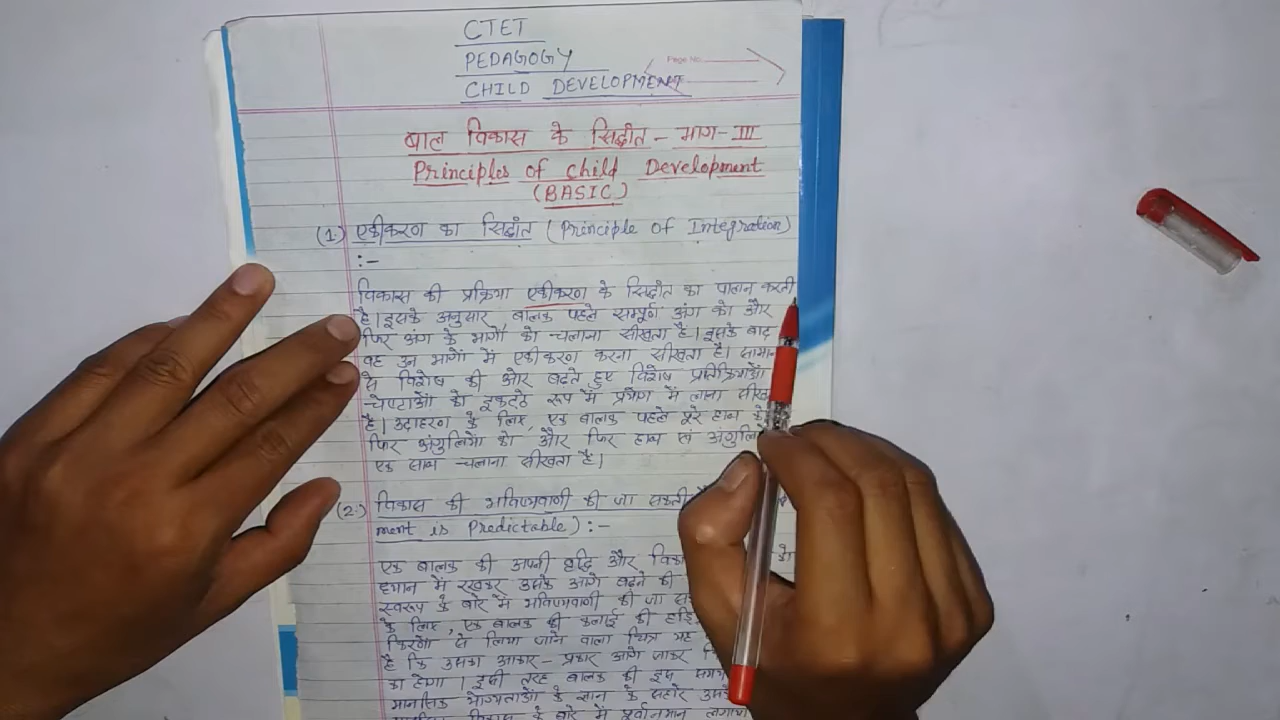 CTET
PEDAGOGY
Page No.
CHILD DEVELOPMENT
बाल विकास के सिद्धांत - भाग - III
Principles of Child Development
(BASIC)
(1) एकीकरण का सिद्धांत (Principle of Integration)
:-
विकास की प्रक्रिया एकीकरण के सिद्धांत का पालन करती
है। इसके अनुसार बालक पहले सम्पूर्ण अंग को और
फिर अंग के भागों को चलाना सीखता है। इसके बाद
वह उन भागों में एकीकरण करना सीखता है।
से विशेष की ओर बढ़ते हुए विशेष प्रतिक्रियाओं
चेष्टाओं को इकट्ठे रूप में प्रयोग में लाना
है। उदाहरण के लिए एक बालक पहले पूरे हाथ
फिर अंगुलियों को और फिर हाथ एवं
एक साथ चलाना सीखता है।
(2.) विकास की भविष्यवाणी की जा सकती
ment is Predictable) :-
एक बालक की अपनी वृद्धि और
ध्यान में रखकर उसके आगे बढ़ने की
स्वरूप के बारे में भविष्यवाणी की जा
के लिए, एक बालक की कलाई की
किरणों से लिया जाने वाला चित्र यह
है कि उसका आकार - प्रकार आगे जाकर
का होगा। इसी तरह बालक की इस
मानसिक योग्यताओं के ज्ञान के सहारे उसके
के बारे में पूर्वानुमान